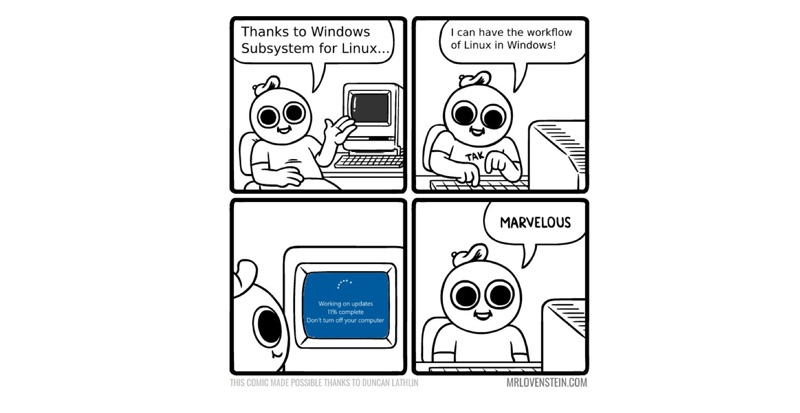 Thanks to Windows
Subsystem for Linux...
I can have the workflow
of Linux in Windows!
TAK
Working on updates
11% complete
Don't turn off your computer
MARVELOUS
THIS COMIC MADE POSSIBLE THANKS TO DUNCAN LATHLIN
MRLOVENSTEIN.COM